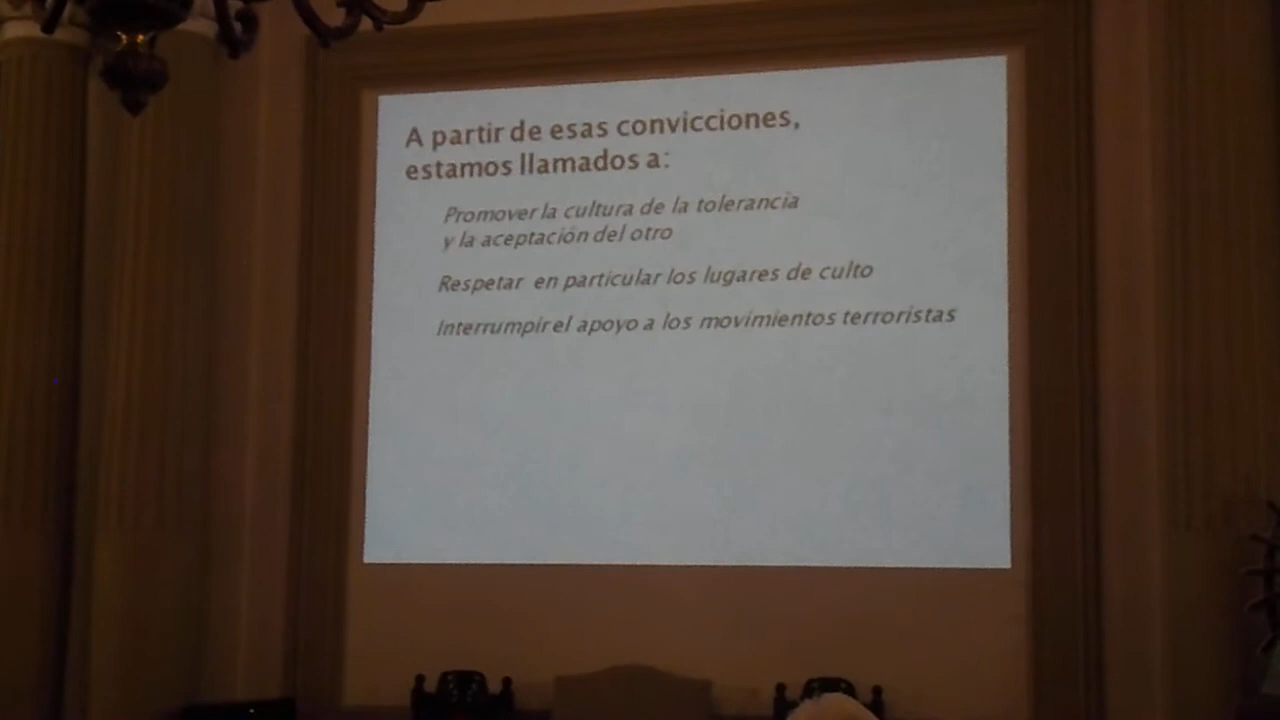 A partir de esas convicciones,
estamos llamados a:
Promover la cultura de la tolerancia
y la aceptación del otro
Respetar en particular los lugares de culto
Interrumpir el apoyo a los movimientos terroristas